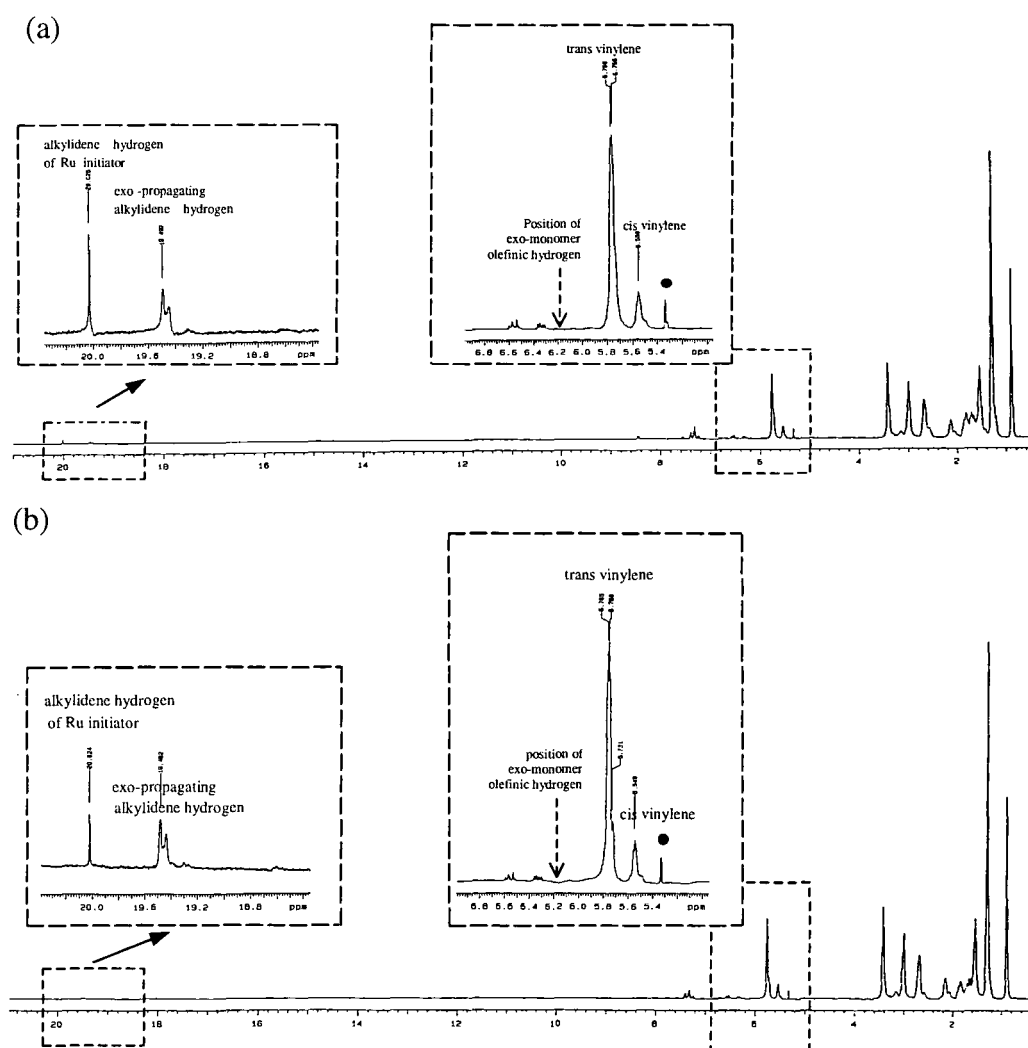 (a)
trans vinylene
alkylidene hydrogen
of Ru initiator
exo -propagating
alkylidene hydrogen
Position of
exo-monomer
olefinic hydrogen
cis vinylene
20.0 19.6 19.2 18.8 ppm
6.8 6.6 6.4 6.2 6.0 5.8 5.6 5.4 ppm
20 18 16 14 12 10 8 6 4 2
(b)
trans vinylene
alkylidene hydrogen
of Ru initiator
exo-propagating
alkylidene hydrogen
position of
exo-monomer
olefinic hydrogen
cis vinylene
20.0 19.6 19.2 18.8 ppm
6.8 6.6 6.4 6.2 6.0 5.8 5.6 5.4 ppm
20 18 16 14 12 10 8 6 4 2